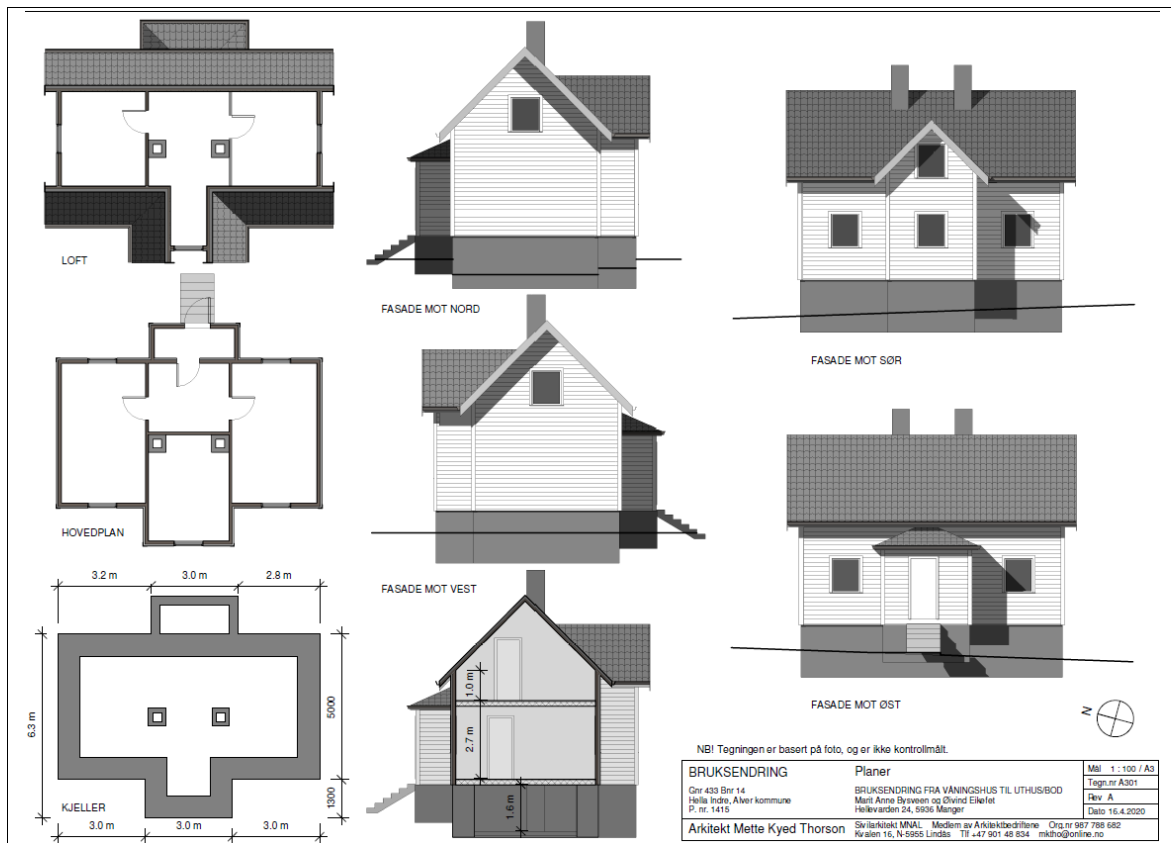 LOFT
HOVEDPLAN
3.2 m
3.0 m
2.8 m
6.3 m
5000
1300
KJELLER
3.0 m
3.0 m
3.0 m
FASADE MOT NORD
FASADE MOT VEST
1.0 m
2.7 m
1.6 m
FASADE MOT SØR
FASADE MOT ØST
N
NB! Tegningen er basert på foto, og er ikke kontrollmålt.
BRUKSENDRING
Gnr 433 Bnr 14
Hella Indre, Alver kommune
P. nr. 1415
Planer
BRUKSENDRING FRA VÅNINGSHUS TIL UTHUS/BOD
Marit Anne Bysveen og Øivind Eikefet
Hellevarden 24, 5936 Manger
Mål 1 : 100 / A3
Tegn.nr A301
Rev A
Dato 16.4.2020
Arkitekt Mette Kyed Thorson
Sivilarkitekt MNAL Medlem av Arkitektbedriftene Org.nr 987 788 682
Kvalen 16, N-5955 Lindås Tlf +47 901 48 834 mktho@online.no